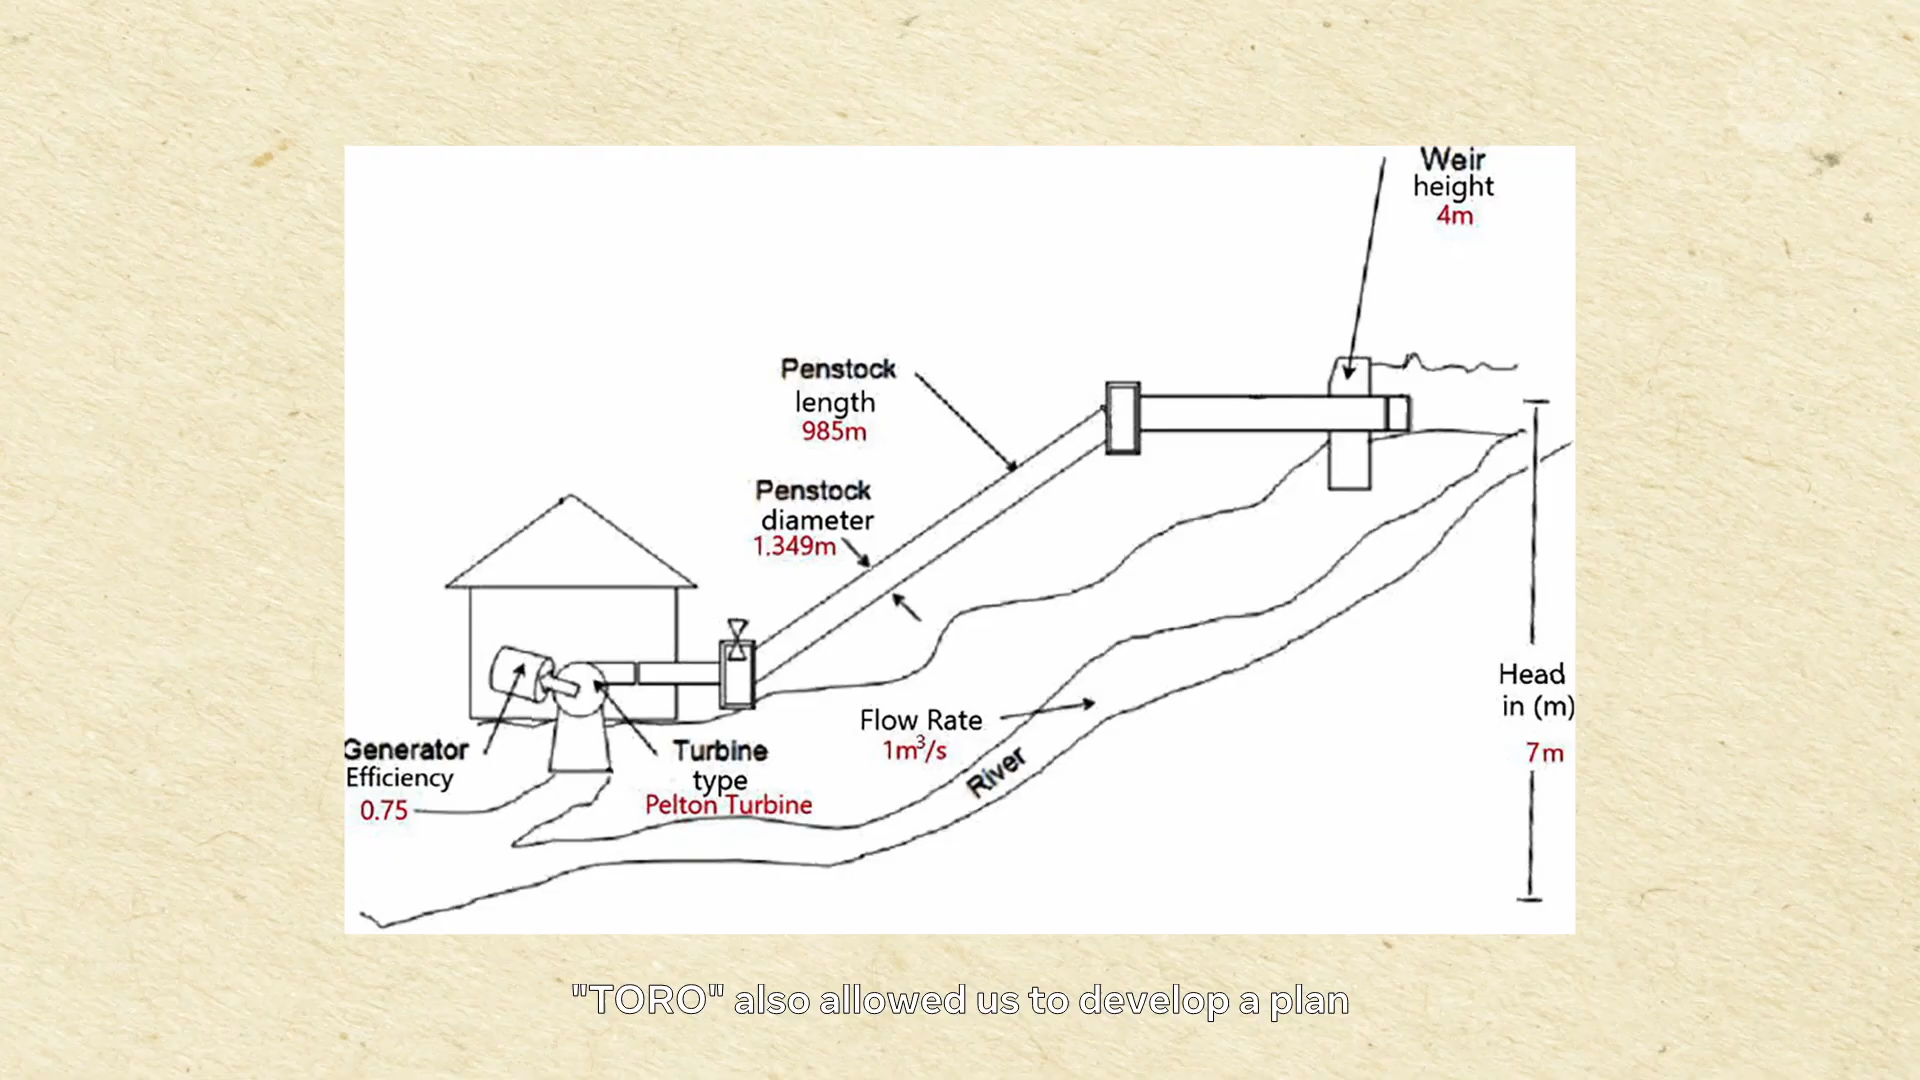 Weir
height
4m
Penstock
length
985m
Penstock
diameter
1.349m
Head
in (m)
7m
Flow Rate
1m³/s
River
Generator
Efficiency
0.75
Turbine
type
Pelton Turbine
"TORO" also allowed us to develop a plan